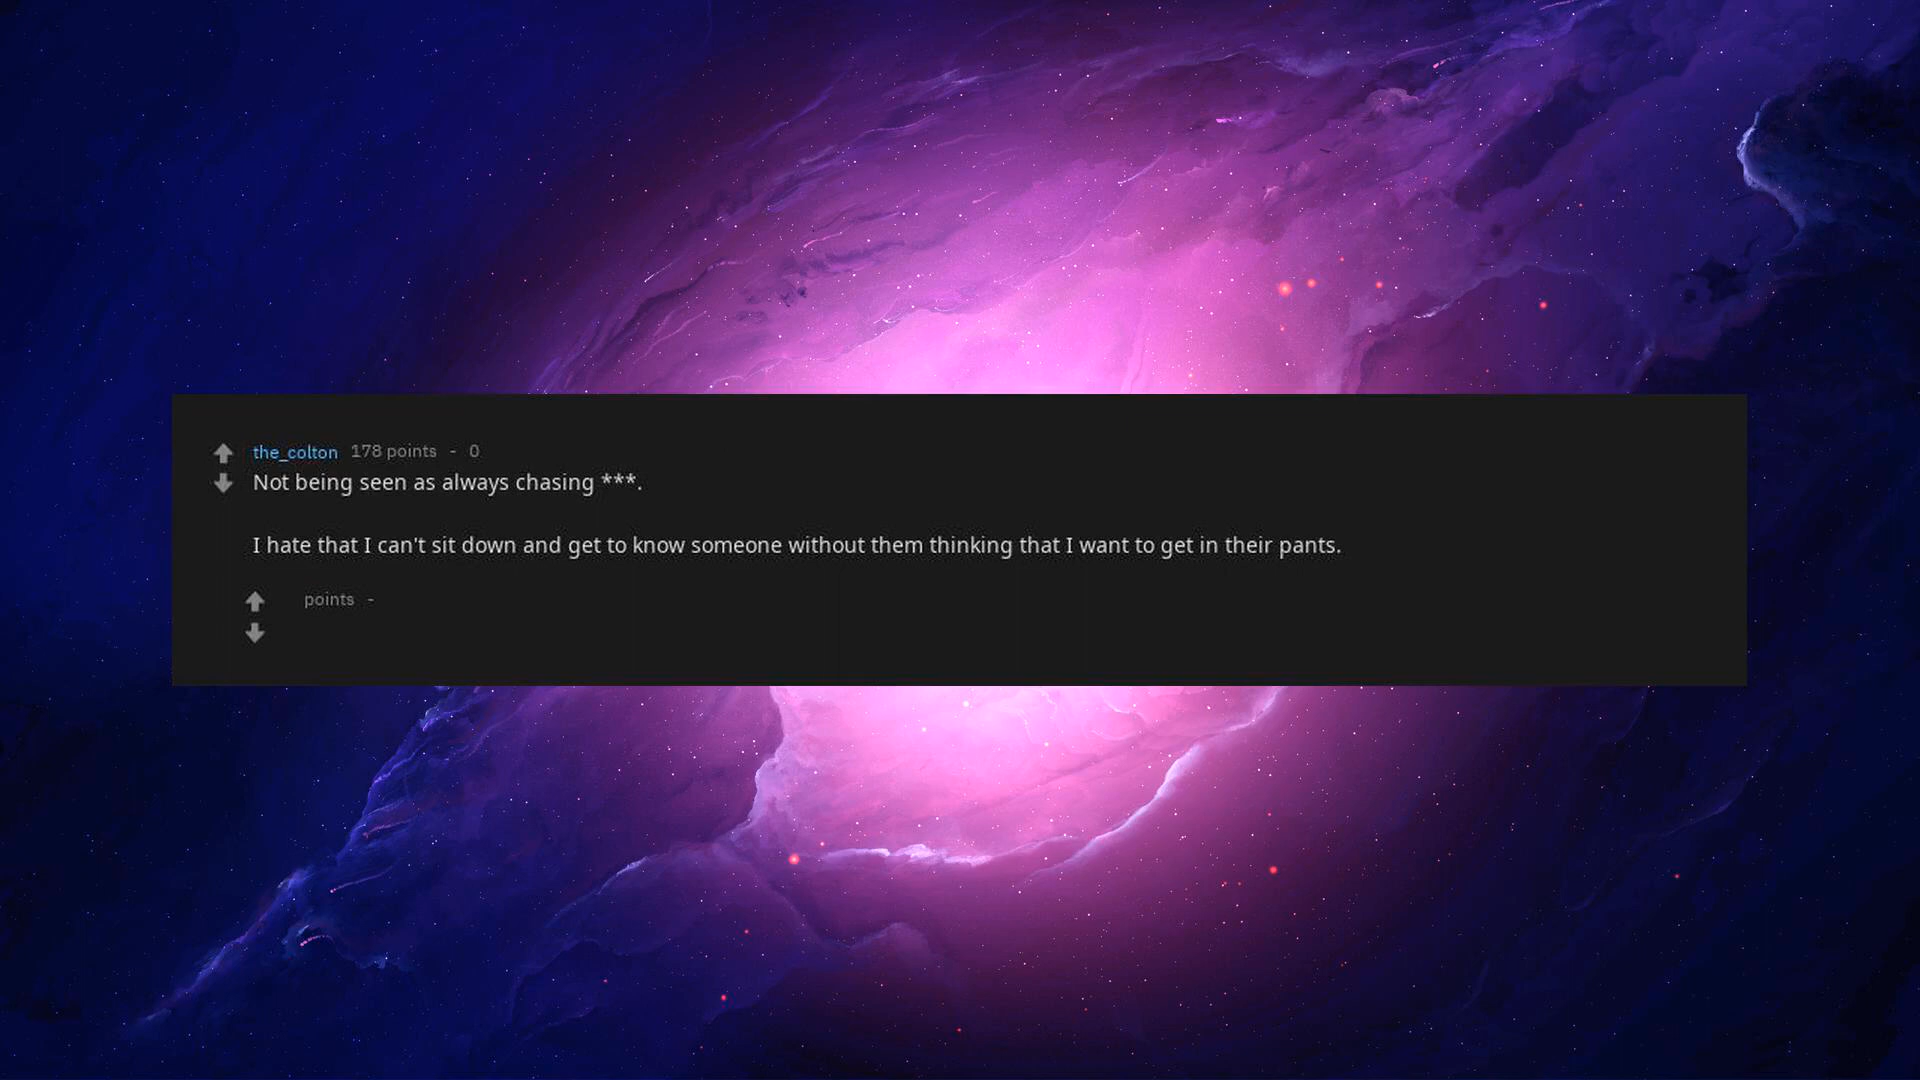 the_colton 178 points - 0
Not being seen as always chasing ***.
I hate that I can't sit down and get to know someone without them thinking that I want to get in their pants.
points -